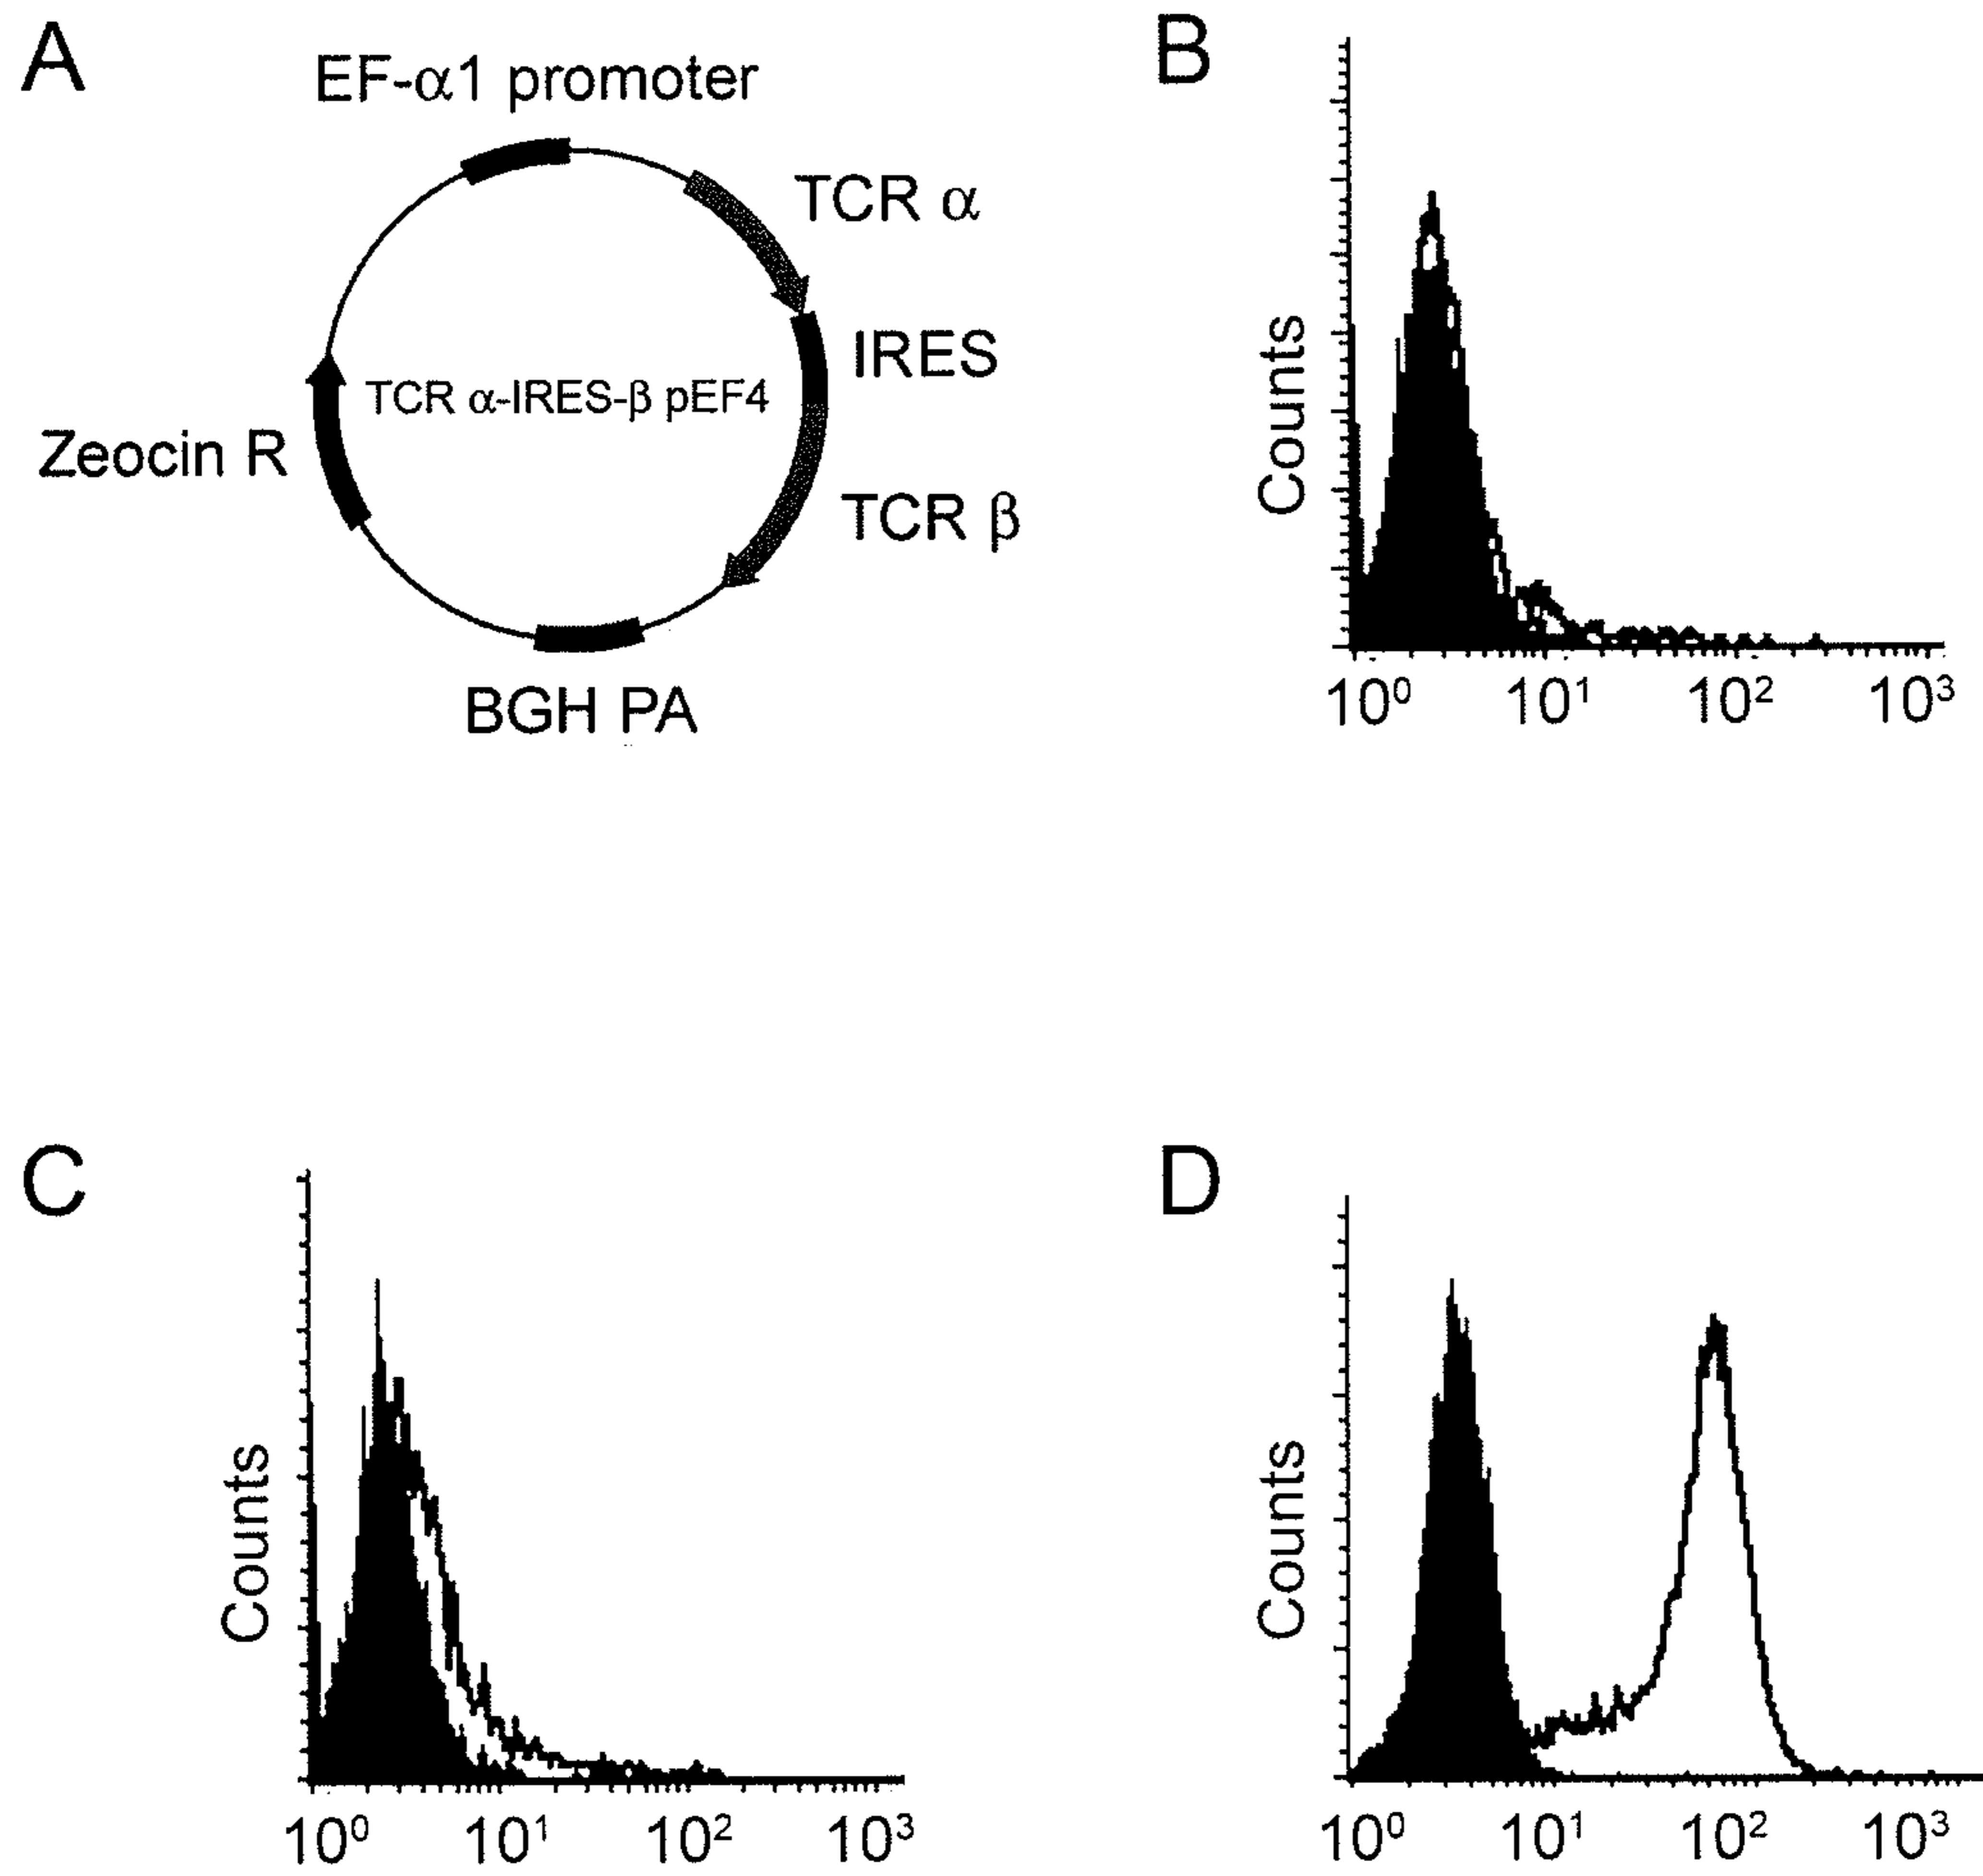 A
EF-α1 promoter
TCR α
IRES
TCR α-IRES-β pEF4
Zeocin R
TCR β
BGH PA
B
Counts
10⁰ 10¹ 10² 10³
C
Counts
10⁰ 10¹ 10² 10³
D
Counts
10⁰ 10¹ 10² 10³